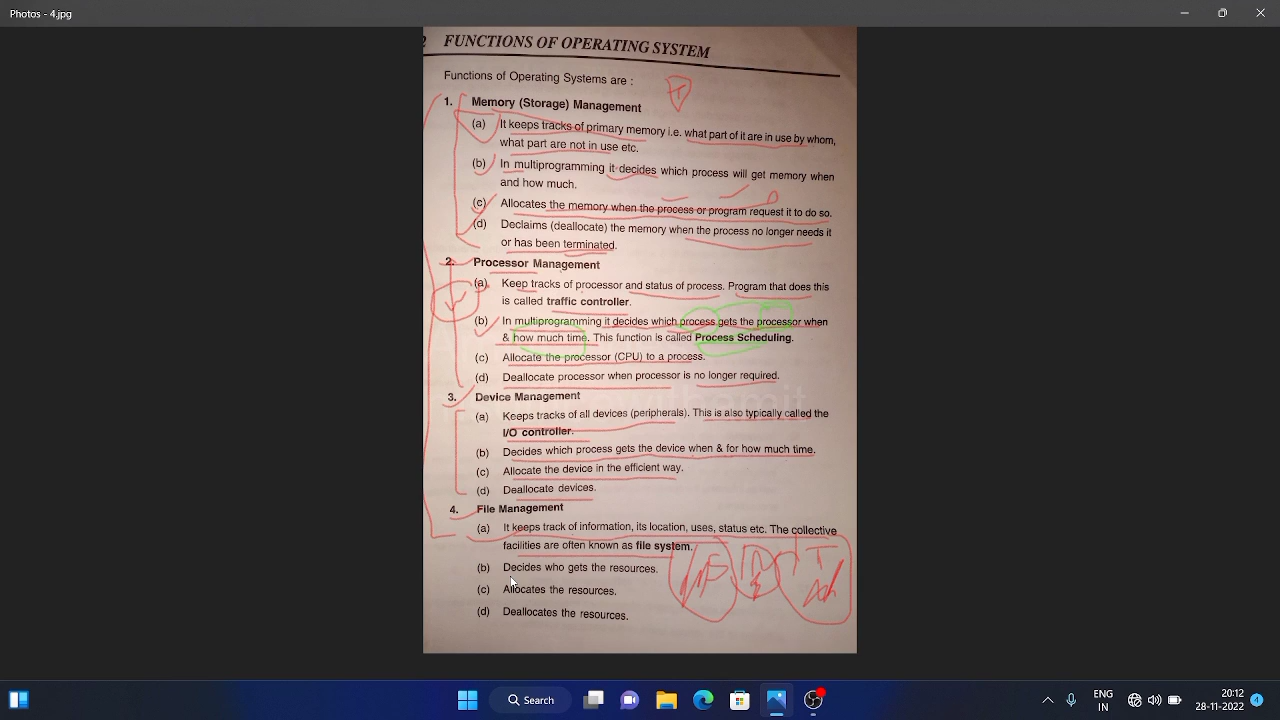 Photos - 4.jpg
2 FUNCTIONS OF OPERATING SYSTEM
Functions of Operating Systems are :
1. Memory (Storage) Management
(a) It keeps tracks of primary memory i.e. what part of it are in use by whom,
what part are not in use etc.
(b) In multiprogramming it decides which process will get memory when
and how much.
(c) Allocates the memory when the process or program request it to do so.
(d) Declaims (deallocate) the memory when the process no longer needs it
or has been terminated.
2. Processor Management
(a) Keep tracks of processor and status of process. Program that does this
is called traffic controller.
(b) In multiprogramming it decides which process gets the processor when
& how much time. This function is called Process Scheduling.
(c) Allocate the processor (CPU) to a process.
(d) Deallocate processor when processor is no longer required.
3. Device Management
(a) Keeps tracks of all devices (peripherals). This is also typically called the
I/O controller.
(b) Decides which process gets the device when & for how much time.
(c) Allocate the device in the efficient way.
(d) Deallocate devices.
4. File Management
(a) It keeps track of information, its location, uses, status etc. The collective
facilities are often known as file system.
(b) Decides who gets the resources.
(c) Allocates the resources.
(d) Deallocates the resources.
Search
ENG
IN
20:12
28-11-2022
4